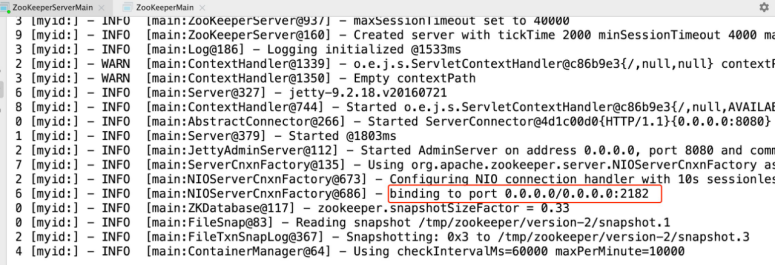 ZooKeeperServerMain ZooKeeperMain
3 [myid:] - INFO [main:ZooKeeperServer@937] - maxSessionTimeout set to 40000
9 [myid:] - INFO [main:ZooKeeperServer@160] - Created server with tickTime 2000 minSessionTimeout 4000 ma
3 [myid:] - INFO [main:Log@186] - Logging initialized @1533ms
2 [myid:] - WARN [main:ContextHandler@1339] - o.e.j.s.ServletContextHandler@c86b9e3{/,null,null} contextP
3 [myid:] - WARN [main:ContextHandler@1350] - Empty contextPath
6 [myid:] - INFO [main:Server@327] - jetty-9.2.18.v20160721
8 [myid:] - INFO [main:ContextHandler@744] - Started o.e.j.s.ServletContextHandler@c86b9e3{/,null,AVAILAB
0 [myid:] - INFO [main:AbstractConnector@266] - Started ServerConnector@4d1c00d0{HTTP/1.1}{0.0.0.0:8080}
1 [myid:] - INFO [main:Server@379] - Started @1803ms
2 [myid:] - INFO [main:JettyAdminServer@112] - Started AdminServer on address 0.0.0.0, port 8080 and comm
7 [myid:] - INFO [main:ServerCnxnFactory@135] - Using org.apache.zookeeper.server.NIOServerCnxnFactory as
2 [myid:] - INFO [main:NIOServerCnxnFactory@673] - Configuring NIO connection handler with 10s sessionles
6 [myid:] - INFO [main:NIOServerCnxnFactory@686] - binding to port 0.0.0.0/0.0.0.0:2182
0 [myid:] - INFO [main:ZKDatabase@117] - zookeeper.snapshotSizeFactor = 0.33
0 [myid:] - INFO [main:FileSnap@83] - Reading snapshot /tmp/zookeeper/version-2/snapshot.1
2 [myid:] - INFO [main:FileTxnSnapLog@367] - Snapshotting: 0x3 to /tmp/zookeeper/version-2/snapshot.3
4 [myid:] - INFO [main:ContainerManager@64] - Using checkIntervalMs=60000 maxPerMinute=10000